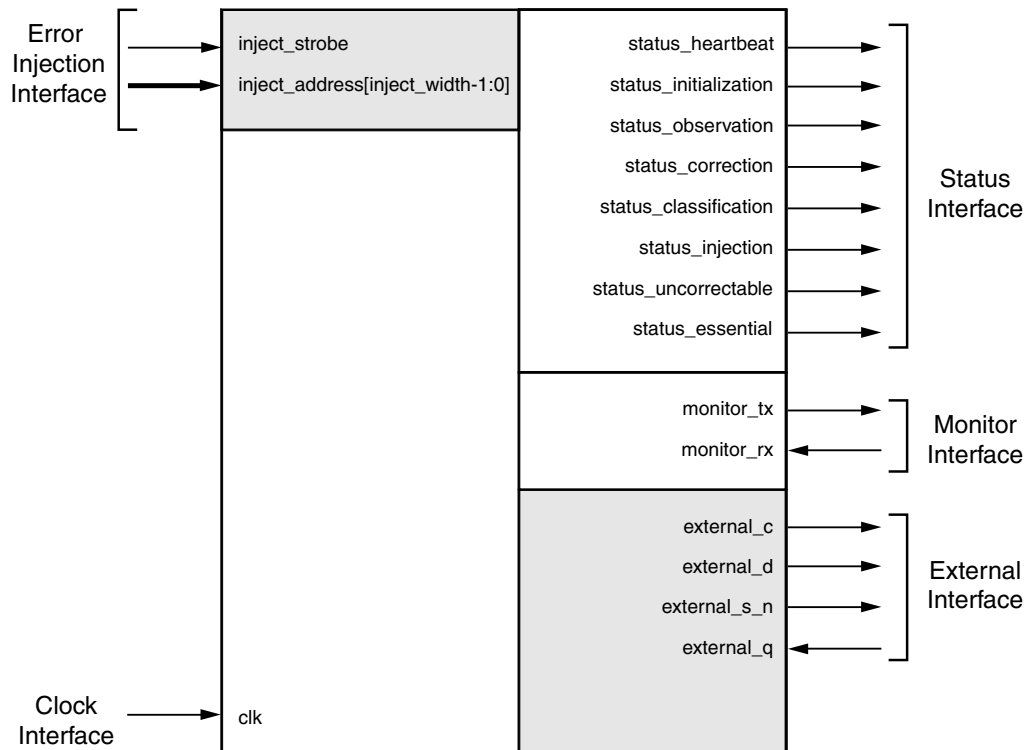 Error
Injection
Interface
inject_strobe
inject_address[inject_width-1:0]
status_heartbeat
status_initialization
status_observation
status_correction
status_classification
status_injection
status_uncorrectable
status_essential
Status
Interface
monitor_tx
monitor_rx
Monitor
Interface
external_c
external_d
external_s_n
external_q
External
Interface
Clock
Interface
clk